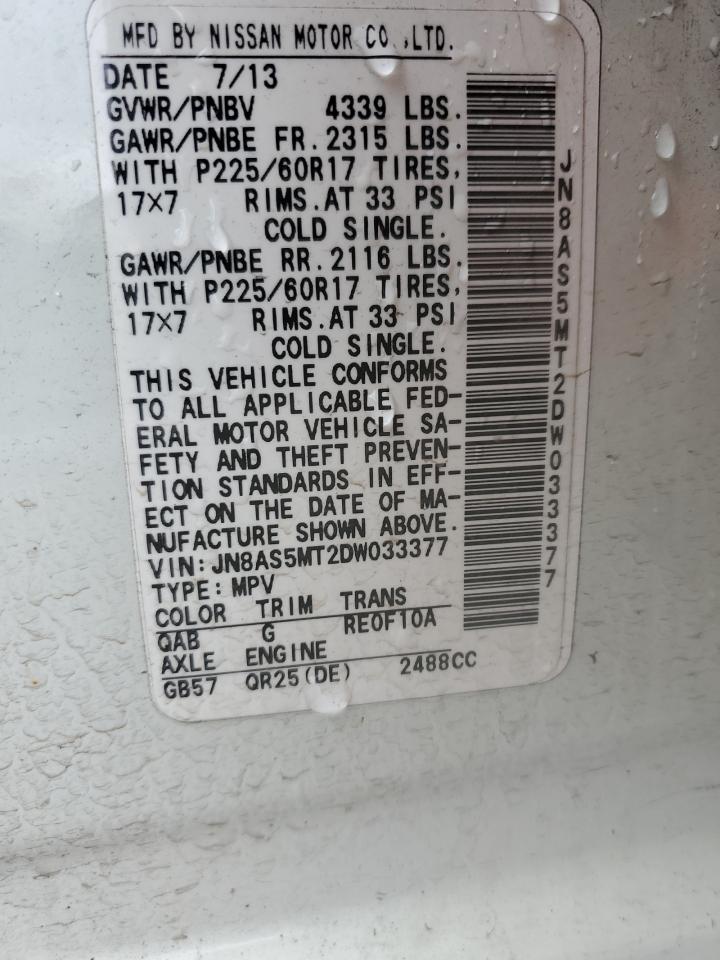 MFD BY NISSAN MOTOR CO.,LTD.
DATE 7/13
GVWR/PNBV 4339 LBS.
GAWR/PNBE FR.2315 LBS.
WITH P225/60R17 TIRES,
17×7 RIMS.AT 33 PSI
COLD SINGLE.
GAWR/PNBE RR.2116 LBS.
WITH P225/60R17 TIRES,
17×7 RIMS.AT 33 PSI
COLD SINGLE.
THIS VEHICLE CONFORMS
TO ALL APPLICABLE FED-
ERAL MOTOR VEHICLE SA-
FETY AND THEFT PREVEN-
TION STANDARDS IN EFF-
ECT ON THE DATE OF MA-
NUFACTURE SHOWN ABOVE.
VIN:JN8AS5MT2DW033377
TYPE:MPV
COLOR TRIM TRANS
QAB G RE0F10A
AXLE ENGINE
GB57 QR25(DE) 2488CC
JN8AS5MT2DW033377